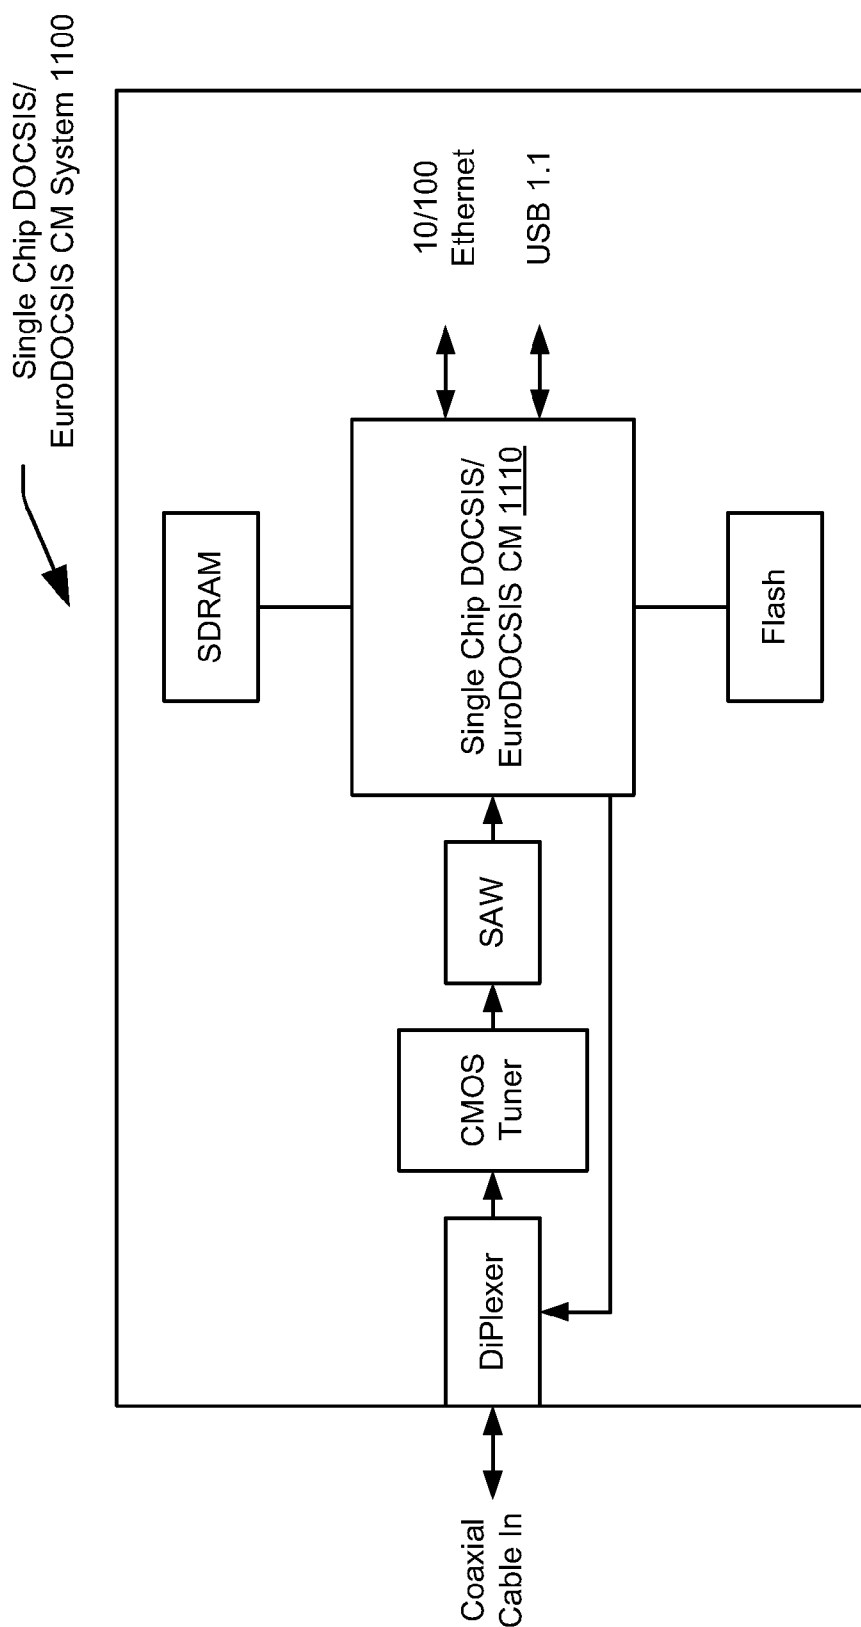 Single Chip DOCSIS/
EuroDOCSIS CM System 1100
SDRAM
Coaxial
Cable In
DiPlexer
CMOS
Tuner
SAW
Single Chip DOCSIS/
EuroDOCSIS CM 1110
10/100
Ethernet
USB 1.1
Flash